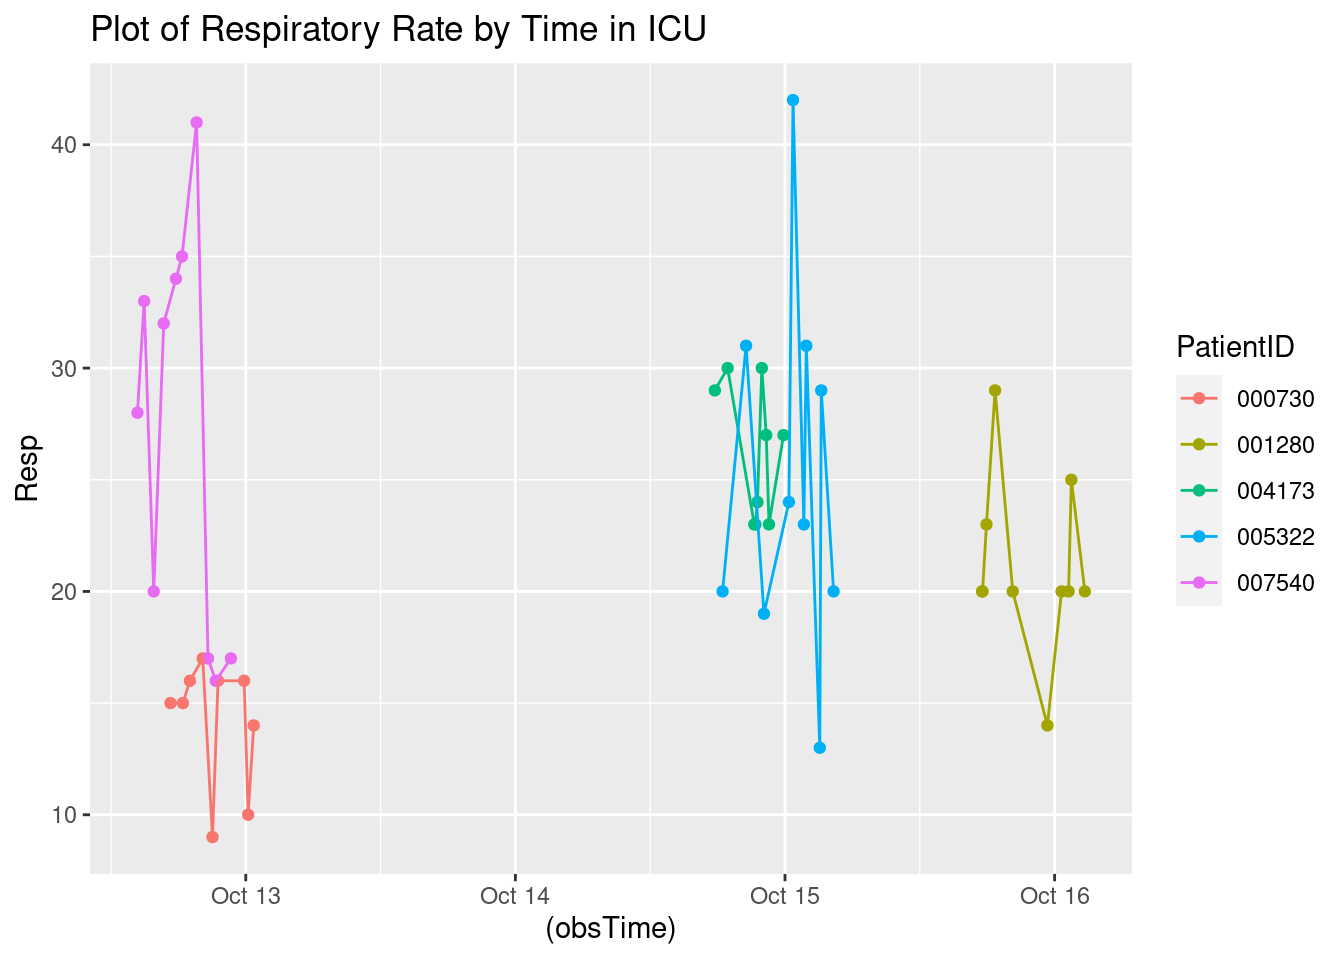 Plot of Respiratory Rate by Time in ICU
40
30
20
10
Resp
Oct 13
Oct 14
Oct 15
Oct 16
(obsTime)
PatientID
000730
001280
004173
005322
007540